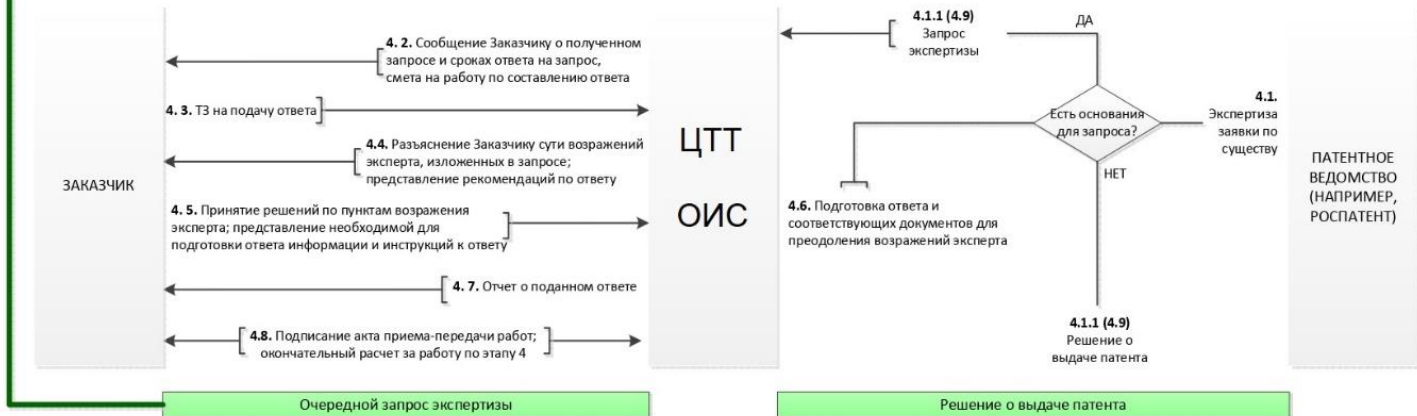 4. 2. Сообщение Заказчику о полученном
запросе и сроках ответа на запрос,
смета на работу по составлению ответа
4. 3. ТЗ на подачу ответа
4.4. Разъяснение Заказчику сути возражений
эксперта, изложенных в запросе;
представление рекомендаций по ответу
ЗАКАЗЧИК
4. 5. Принятие решений по пунктам возражения
эксперта; представление необходимой для
подготовки ответа информации и инструкций к ответу
4. 7. Отчет о поданном ответе
4.8. Подписание акта приема-передачи работ;
окончательный расчет за работу по этапу 4
ЦТТ
ОИС
4.1.1 (4.9)
Запрос
экспертизы
ДА
Есть основания
для запроса?
НЕТ
4.1.
Экспертиза
заявки по
существу
4.6. Подготовка ответа и
соответствующих документов для
преодоления возражений эксперта
4.1.1 (4.9)
Решение о
выдаче патента
ПАТЕНТНОЕ
ВЕДОМСТВО
(НАПРИМЕР,
РОСПАТЕНТ)
Очередной запрос экспертизы
Решение о выдаче патента